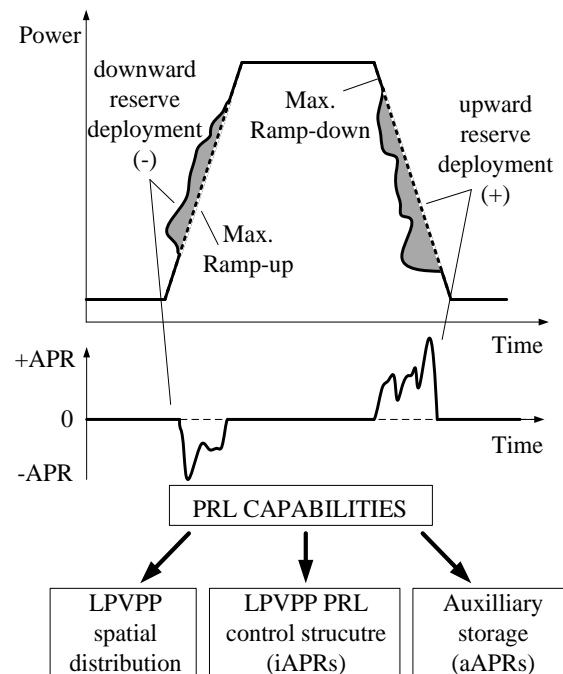 Power
downward
reserve
deployment
(-)
Max.
Ramp-down
upward
reserve
deployment
(+)
Max.
Ramp-up
Time
+APR
0
Time
-APR
PRL CAPABILITIES
LPVPP
spatial
distribution
LPVPP PRL
control strucutre
(iAPRs)
Auxilliary
storage
(aAPRs)